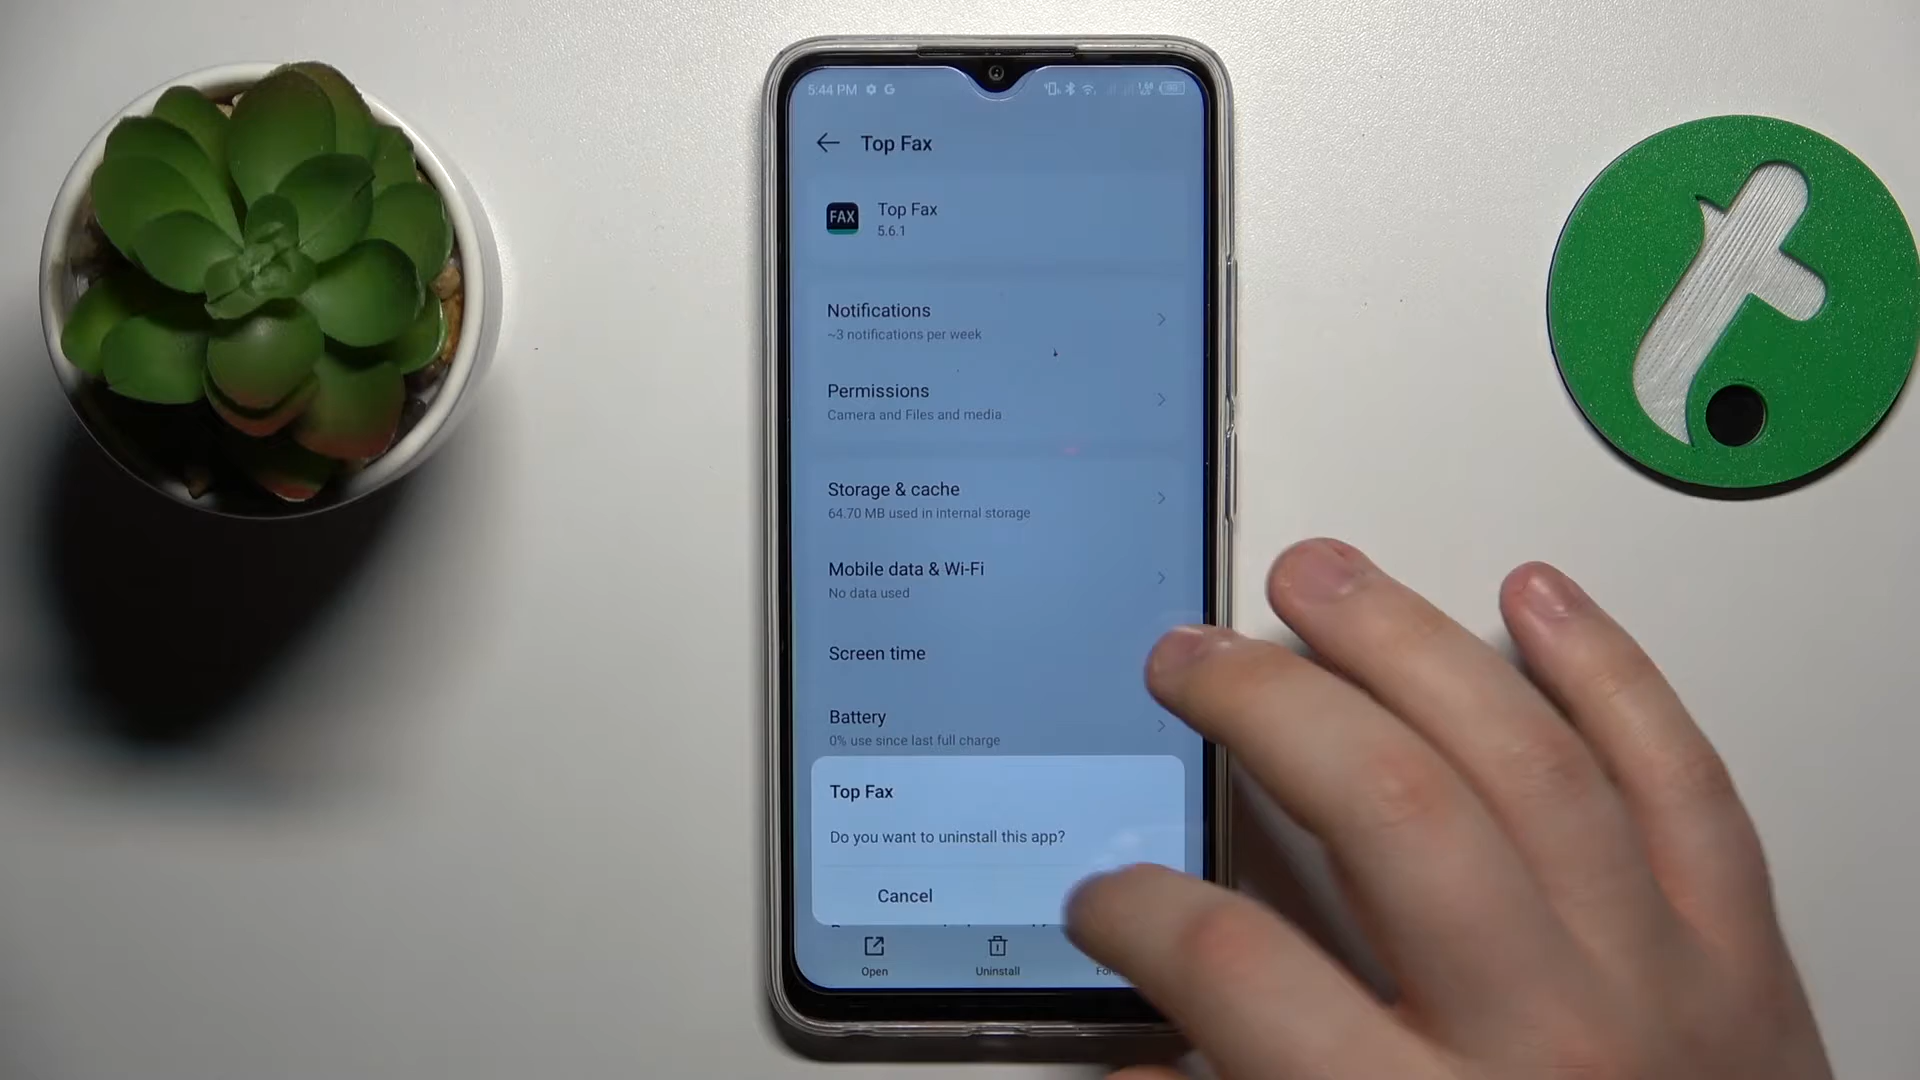 5:44 PM
Top Fax
FAX
Top Fax
5.6.1
Notifications
~3 notifications per week
Permissions
Camera and Files and media
Storage & cache
64.70 MB used in internal storage
Mobile data & Wi-Fi
No data used
Screen time
Battery
0% use since last full charge
Top Fax
Do you want to uninstall this app?
Cancel
Open
Uninstall